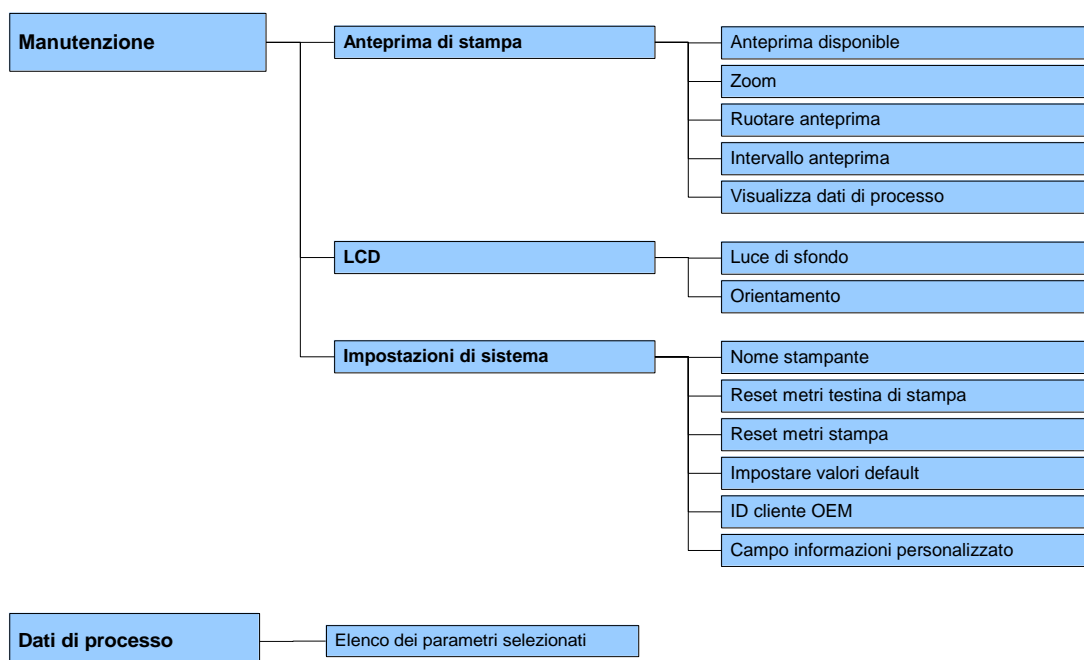 Manutenzione
Anteprima di stampa
Anteprima disponible
Zoom
Ruotare anteprima
Intervallo anteprima
Visualizza dati di processo
LCD
Luce di sfondo
Orientamento
Impostazioni di sistema
Nome stampante
Reset metri testina di stampa
Reset metri stampa
Impostare valori default
ID cliente OEM
Campo informazioni personalizzato
Dati di processo
Elenco dei parametri selezionati